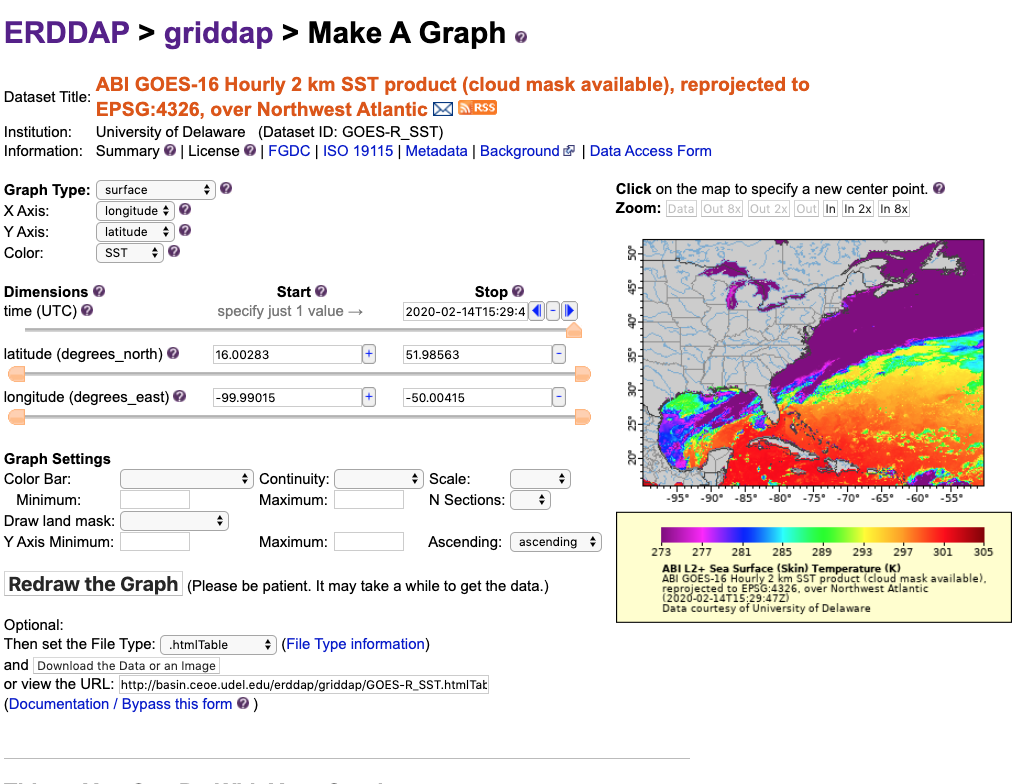 ERDDAP > griddap > Make A Graph ?
Dataset Title: ABI GOES-16 Hourly 2 km SST product (cloud mask available), reprojected to
EPSG:4326, over Northwest Atlantic RSS
Institution: University of Delaware (Dataset ID: GOES-R_SST)
Information: Summary ? | License ? | FGDC | ISO 19115 | Metadata | Background | Data Access Form
Graph Type: surface ?
X Axis: longitude ?
Y Axis: latitude ?
Color: SST ?
Dimensions ? Start ? Stop ?
time (UTC) ? specify just 1 value → 2020-02-14T15:29:4 -
latitude (degrees_north) ? 16.00283 + 51.98563 -
longitude (degrees_east) ? -99.99015 + -50.00415 -
Graph Settings
Color Bar: Continuity: Scale:
Minimum: Maximum: N Sections:
Draw land mask:
Y Axis Minimum: Maximum: Ascending: ascending
Redraw the Graph (Please be patient. It may take a while to get the data.)
Optional:
Then set the File Type: .htmlTable (File Type information)
and Download the Data or an Image
or view the URL: http://basin.ceoe.udel.edu/erddap/griddap/GOES-R_SST.htmlTab
(Documentation / Bypass this form ? )
Click on the map to specify a new center point. ?
Zoom: Data Out 8x Out 2x Out In In 2x In 8x
50°
45°
40°
35°
30°
25°
20°
-95° -90° -85° -80° -75° -70° -65° -60° -55°
273 277 281 285 289 293 297 301 305
ABI L2+ Sea Surface (Skin) Temperature (K)
ABI GOES-16 Hourly 2 km SST product (cloud mask available),
reprojected to EPSG:4326, over Northwest Atlantic
(2020-02-14T15:29:47Z)
Data courtesy of University of Delaware